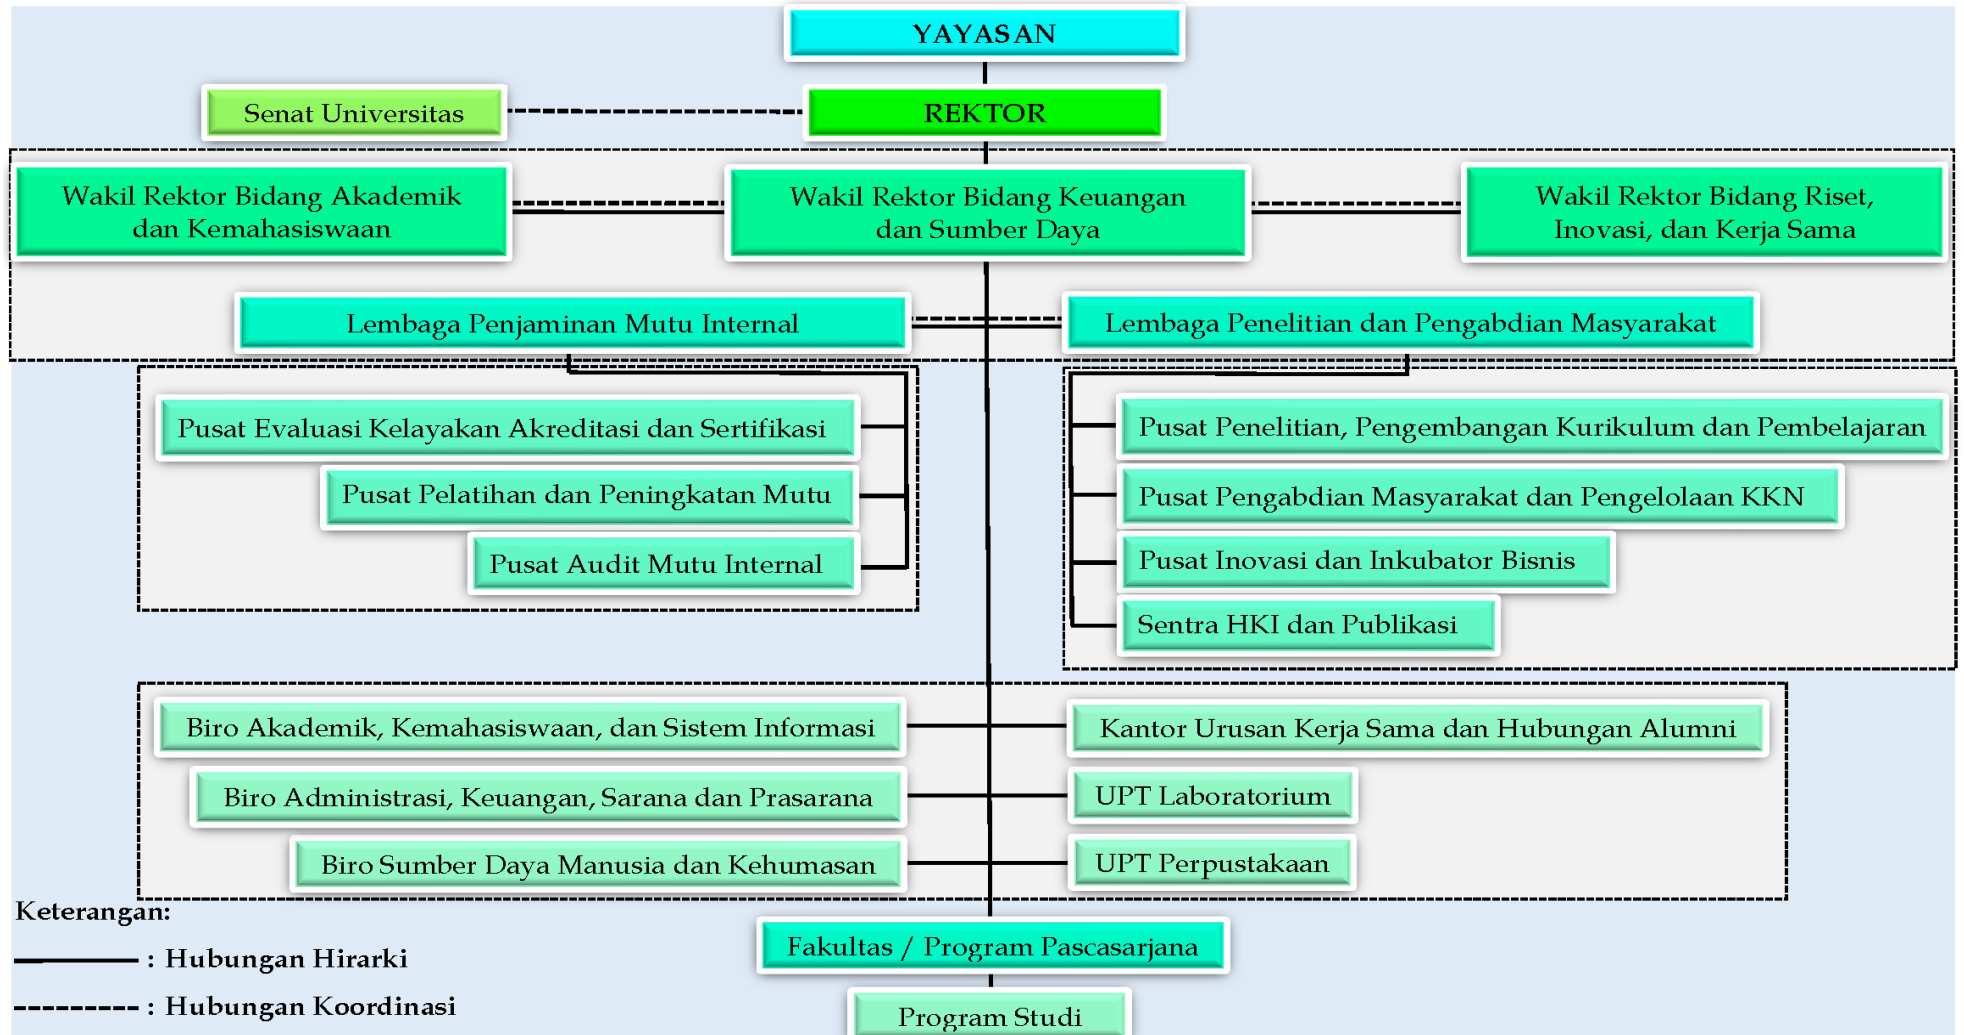 YAYASAN
Senat Universitas
REKTOR
Wakil Rektor Bidang Akademik
dan Kemahasiswaan
Wakil Rektor Bidang Keuangan
dan Sumber Daya
Wakil Rektor Bidang Riset,
Inovasi, dan Kerja Sama
Lembaga Penjaminan Mutu Internal
Lembaga Penelitian dan Pengabdian Masyarakat
Pusat Evaluasi Kelayakan Akreditasi dan Sertifikasi
Pusat Pelatihan dan Peningkatan Mutu
Pusat Audit Mutu Internal
Pusat Penelitian, Pengembangan Kurikulum dan Pembelajaran
Pusat Pengabdian Masyarakat dan Pengelolaan KKN
Pusat Inovasi dan Inkubator Bisnis
Sentra HKI dan Publikasi
Biro Akademik, Kemahasiswaan, dan Sistem Informasi
Kantor Urusan Kerja Sama dan Hubungan Alumni
Biro Administrasi, Keuangan, Sarana dan Prasarana
UPT Laboratorium
Biro Sumber Daya Manusia dan Kehumasan
UPT Perpustakaan
Fakultas / Program Pascasarjana
Program Studi
Keterangan:
: Hubungan Hirarki
: Hubungan Koordinasi